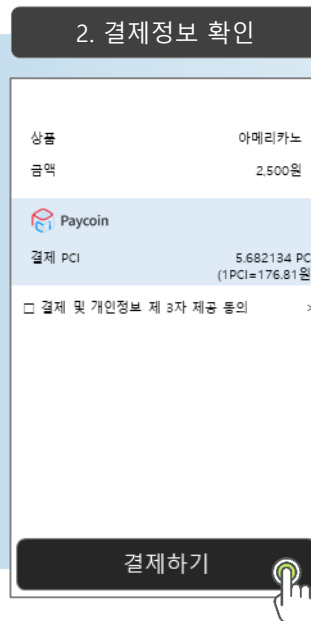 2. 결제정보 확인
상품 아메리카노
금액 2,500원
Paycoin
결제 PCI 5.682134 PC
(1PCI=176.81원
□ 결제 및 개인정보 제 3자 제공 동의 >
결제하기